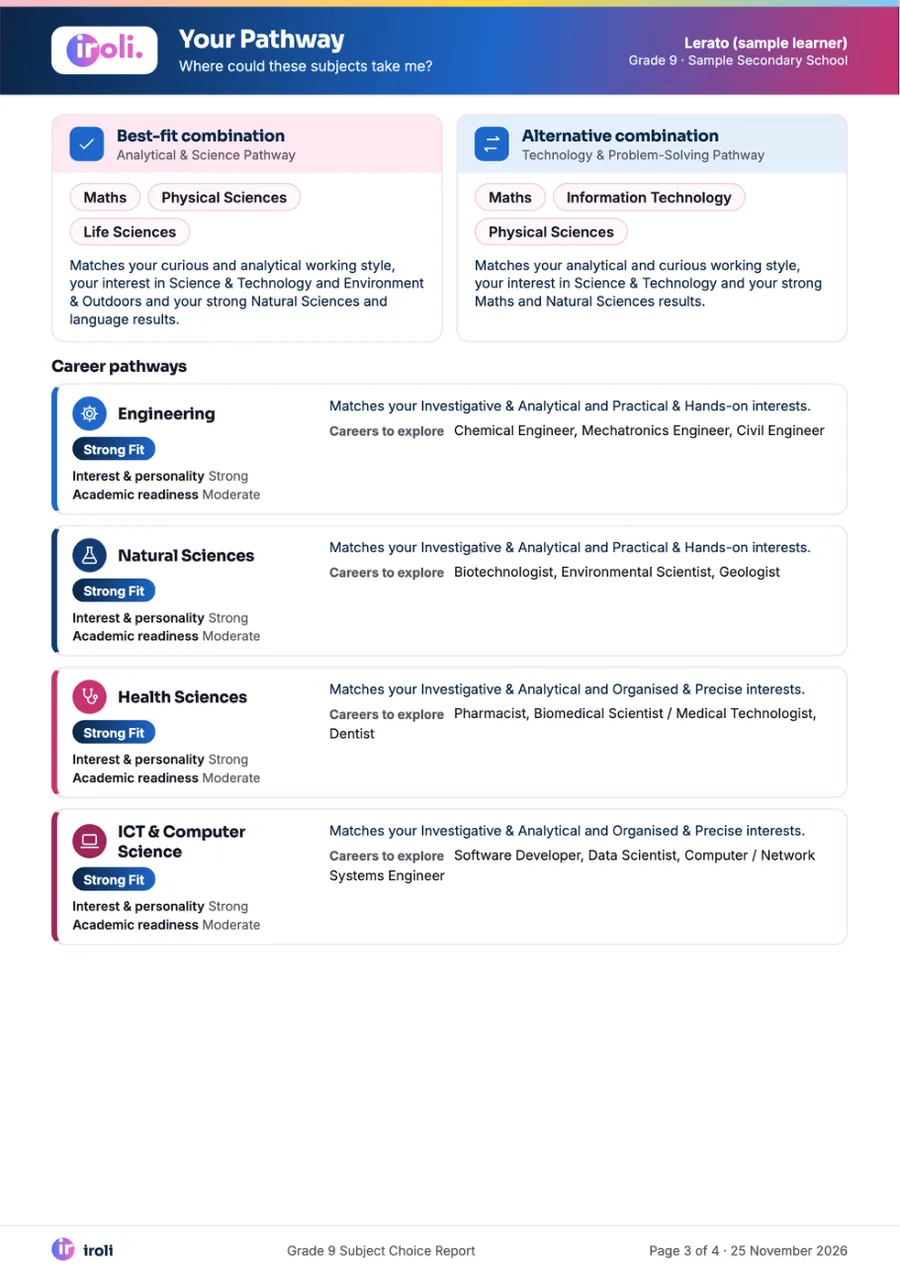 iroli.
Your Pathway
Where could these subjects take me?
Lerato (sample learner)
Grade 9 · Sample Secondary School
Best-fit combination
Analytical & Science Pathway
Maths
Physical Sciences
Life Sciences
Matches your curious and analytical working style,
your interest in Science & Technology and Environment
& Outdoors and your strong Natural Sciences and
language results.
Alternative combination
Technology & Problem-Solving Pathway
Maths
Information Technology
Physical Sciences
Matches your analytical and curious working style,
your interest in Science & Technology and your strong
Maths and Natural Sciences results.
Career pathways
Engineering
Strong Fit
Interest & personality Strong
Academic readiness Moderate
Matches your Investigative & Analytical and Practical & Hands-on interests.
Careers to explore Chemical Engineer, Mechatronics Engineer, Civil Engineer
Natural Sciences
Strong Fit
Interest & personality Strong
Academic readiness Moderate
Matches your Investigative & Analytical and Practical & Hands-on interests.
Careers to explore Biotechnologist, Environmental Scientist, Geologist
Health Sciences
Strong Fit
Interest & personality Strong
Academic readiness Moderate
Matches your Investigative & Analytical and Organised & Precise interests.
Careers to explore Pharmacist, Biomedical Scientist / Medical Technologist,
Dentist
ICT & Computer
Science
Strong Fit
Interest & personality Strong
Academic readiness Moderate
Matches your Investigative & Analytical and Organised & Precise interests.
Careers to explore Software Developer, Data Scientist, Computer / Network
Systems Engineer
ir iroli
Grade 9 Subject Choice Report
Page 3 of 4 · 25 November 2026